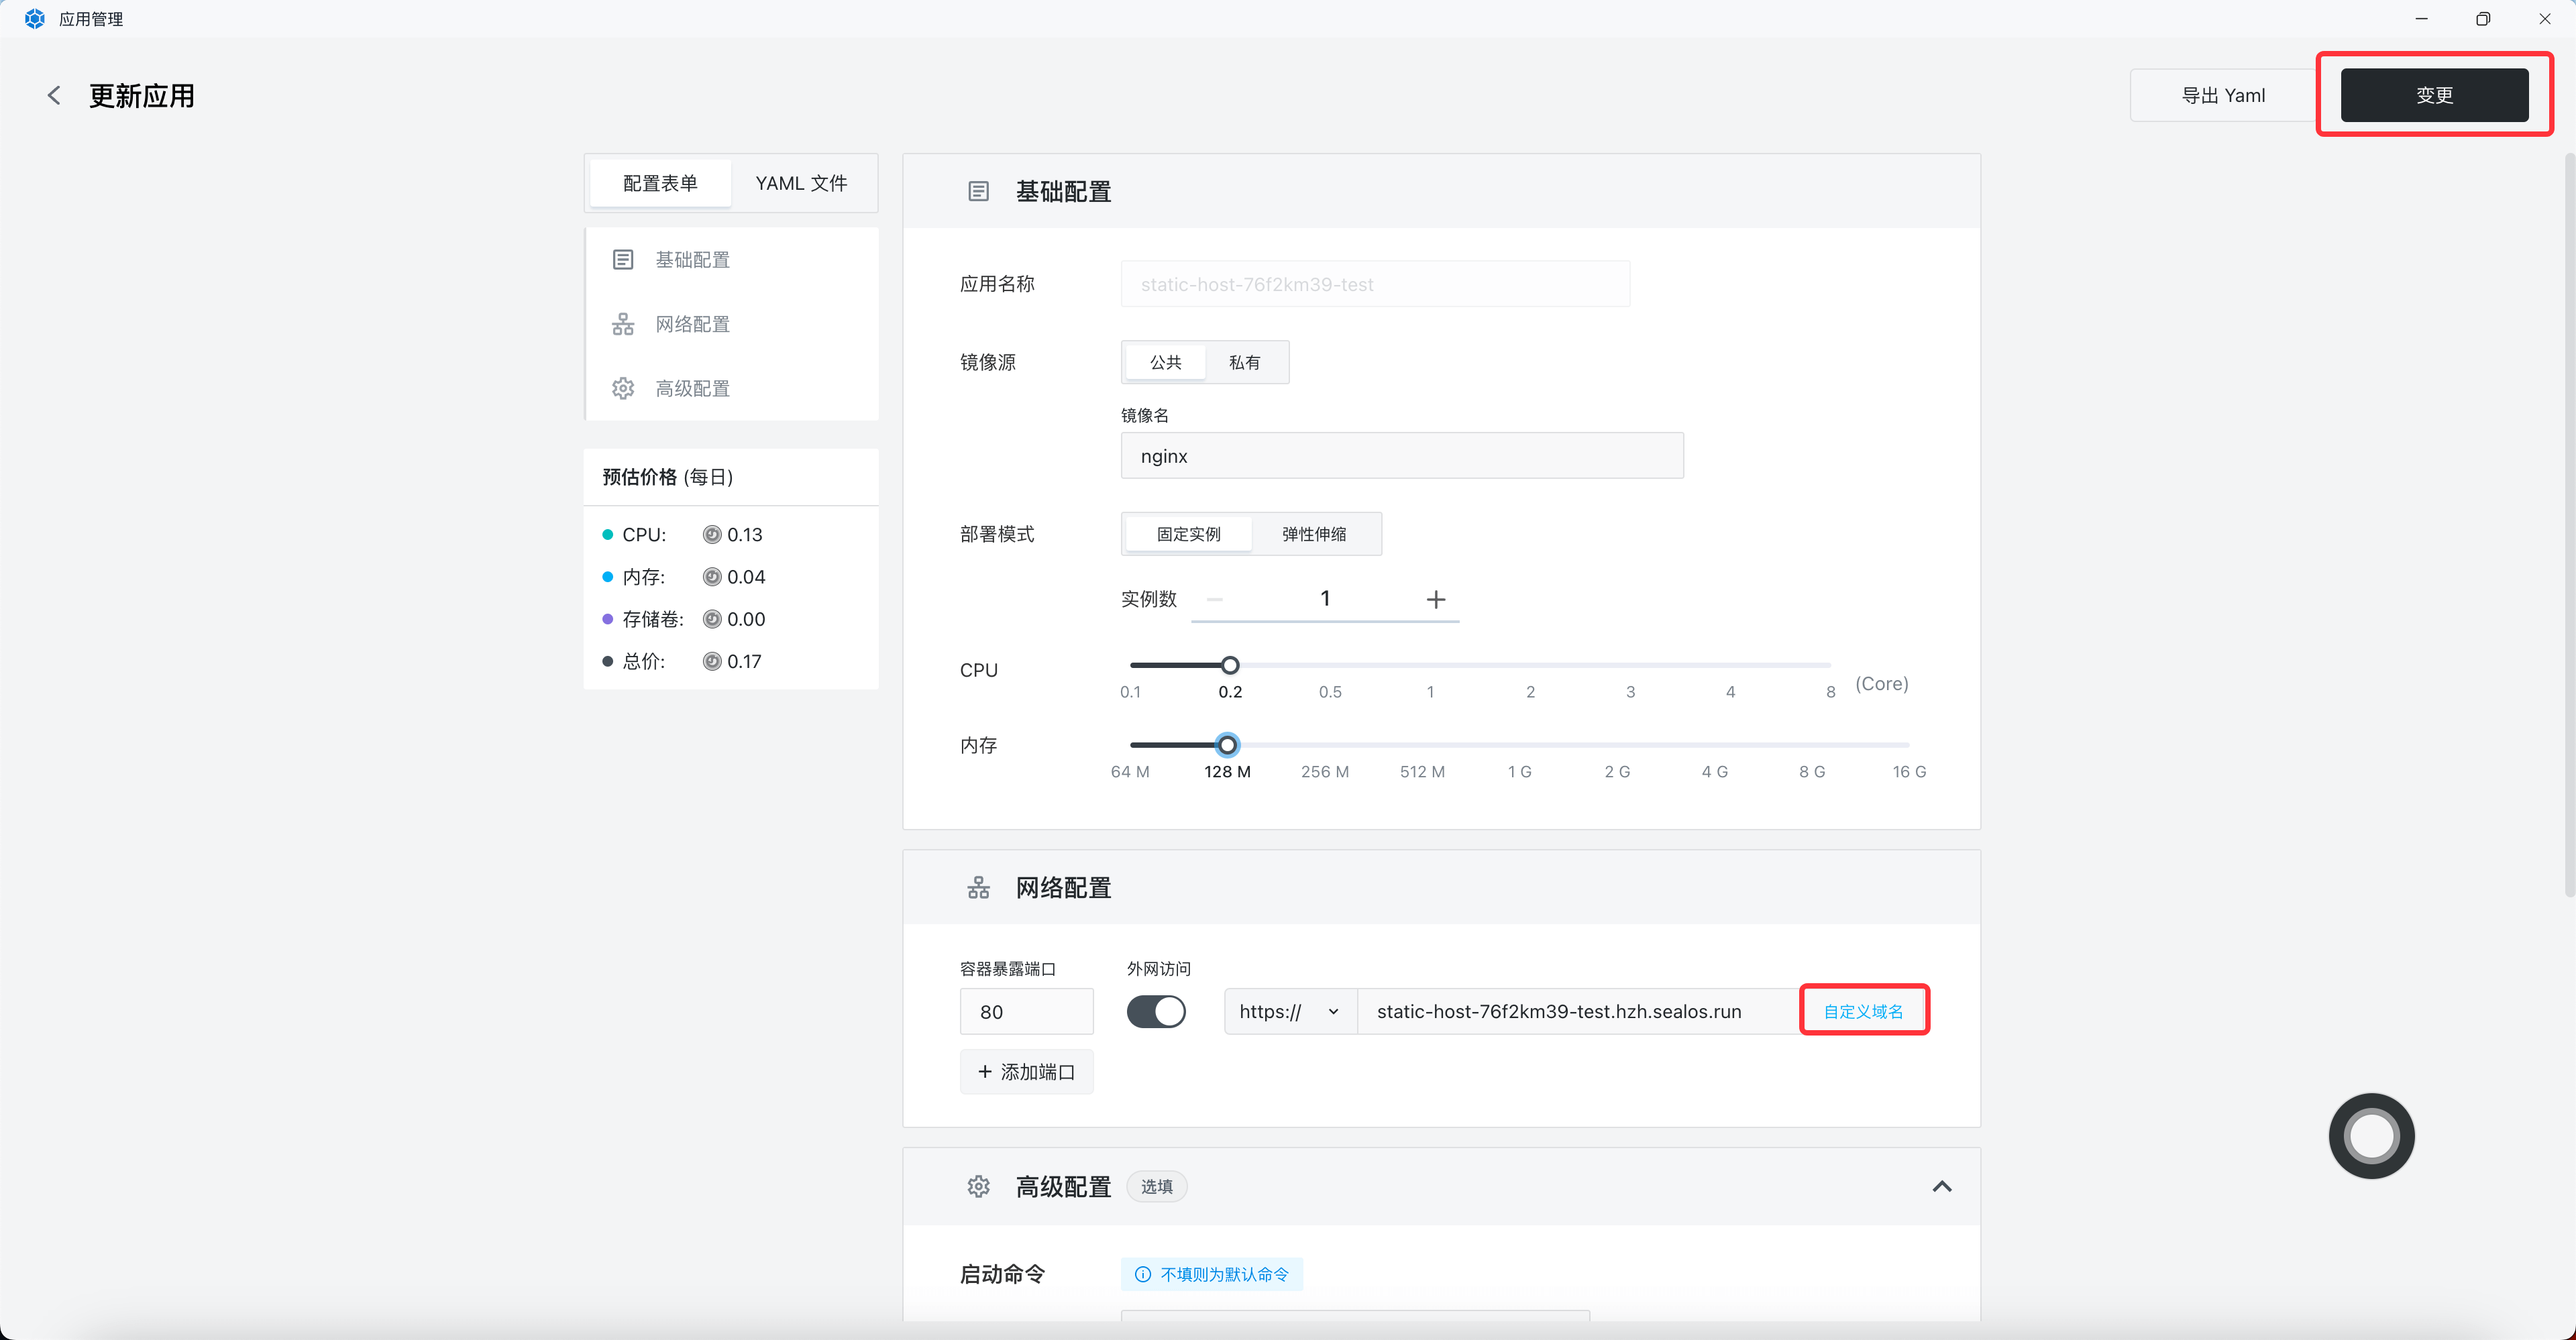 应用管理
更新应用
导出 Yaml
变更
配置表单
YAML 文件
基础配置
网络配置
高级配置
预估价格 (每日)
CPU: 0.13
内存: 0.04
存储卷: 0.00
总价: 0.17
基础配置
应用名称
static-host-76f2km39-test
镜像源
公共
私有
镜像名
nginx
部署模式
固定实例
弹性伸缩
实例数
1
CPU
0.1 0.2 0.5 1 2 3 4 8 (Core)
内存
64 M 128 M 256 M 512 M 1 G 2 G 4 G 8 G 16 G
网络配置
容器暴露端口
外网访问
80
https://
static-host-76f2km39-test.hzh.sealos.run
自定义域名
添加端口
高级配置
选填
启动命令
不填则为默认命令